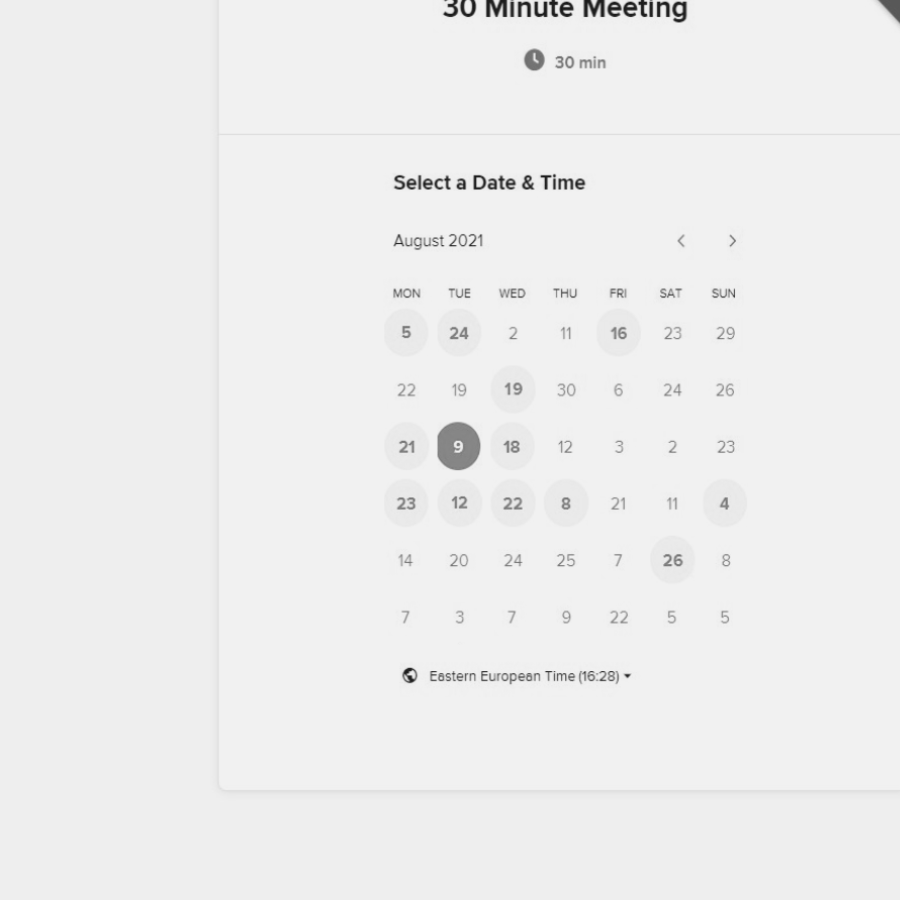 30 Minute Meeting
30 min
Select a Date & Time
August 2021
MON TUE WED THU FRI SAT SUN
5 24 2 11 16 23 29
22 19 19 30 6 24 26
21 9 18 12 3 2 23
23 12 22 8 21 11 4
14 20 24 25 7 26 8
7 3 7 9 22 5 5
Eastern European Time (16:28)